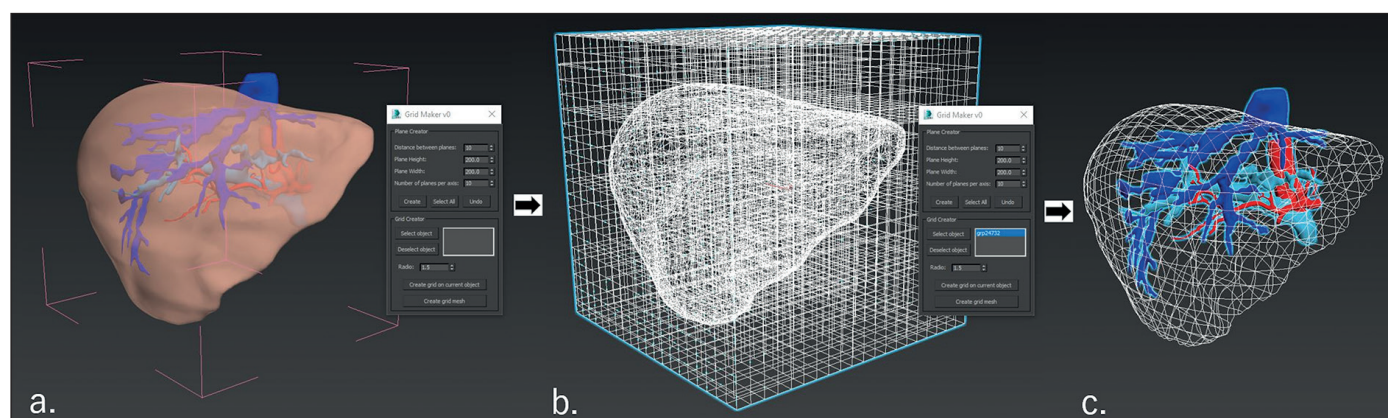 Grid Maker v0
Plane Creator
Distance between planes: 10
Plane Height: 200.0
Plane Width: 200.0
Number of planes per axis: 10
Create Select All Undo
Grid Creator
Select object
Deselect object
Radio: 1.5
Create grid on current object
Create grid mesh
a.
Grid Maker v0
Plane Creator
Distance between planes: 10
Plane Height: 200.0
Plane Width: 200.0
Number of planes per axis: 10
Create Select All Undo
Grid Creator
Select object
grp24732
Deselect object
Radio: 1.5
Create grid on current object
Create grid mesh
b.
c.